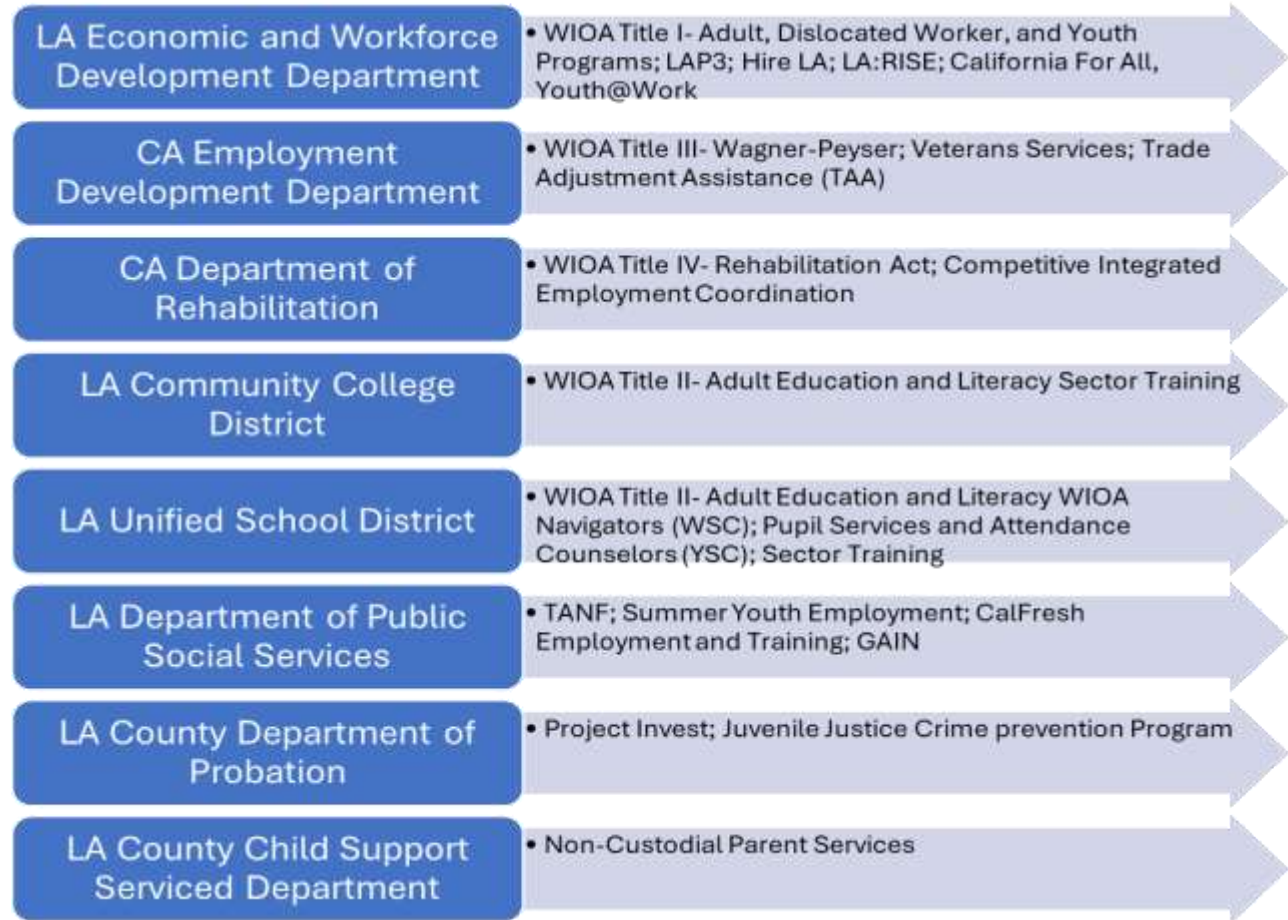 LA Economic and Workforce
Development Department
• WIOA Title I- Adult, Dislocated Worker, and Youth
Programs; LAP3; Hire LA; LA:RISE; California For All,
Youth@Work
CA Employment
Development Department
• WIOA Title III- Wagner-Peyser; Veterans Services; Trade
Adjustment Assistance (TAA)
CA Department of
Rehabilitation
• WIOA Title IV- Rehabilitation Act; Competitive Integrated
Employment Coordination
LA Community College
District
• WIOA Title II- Adult Education and Literacy Sector Training
LA Unified School District
• WIOA Title II- Adult Education and Literacy WIOA
Navigators (WSC); Pupil Services and Attendance
Counselors (YSC); Sector Training
LA Department of Public
Social Services
• TANF; Summer Youth Employment; CalFresh
Employment and Training; GAIN
LA County Department of
Probation
• Project Invest; Juvenile Justice Crime prevention Program
LA County Child Support
Serviced Department
• Non-Custodial Parent Services